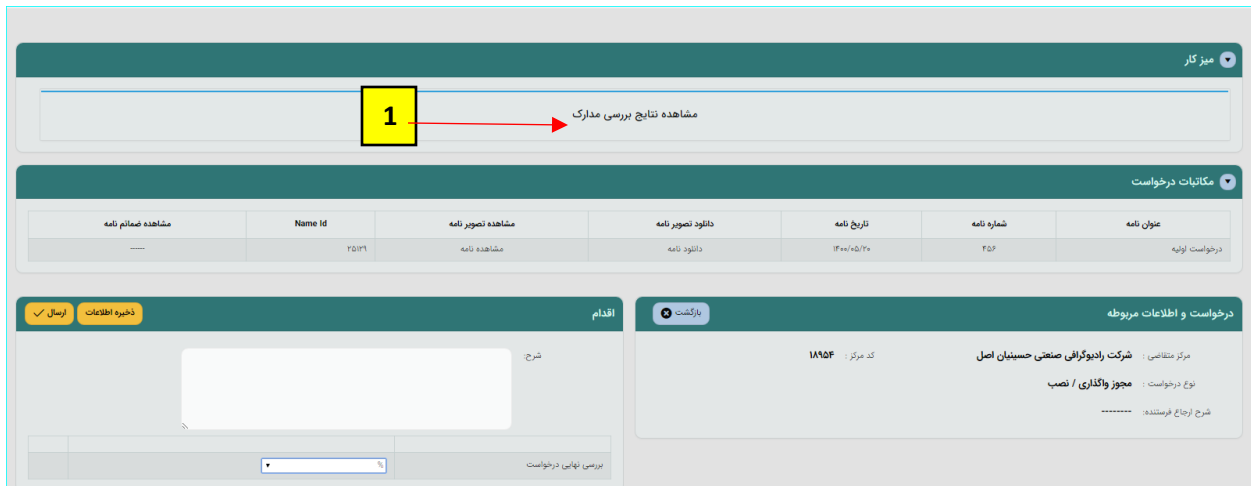 میز کار
1
مشاهده نتایج بررسی مدارک
مکاتبات درخواست
عنوان نامه شماره نامه تاریخ نامه دانلود تصویر نامه مشاهده تصویر نامه Name Id مشاهده ضمائم نامه
درخواست اولیه ۴۵۶ ۱۴۰۰/۰۵/۲۰ دانلود نامه مشاهده نامه ۲۵۱۲۹ ------
درخواست و اطلاعات مربوطه بازگشت
مرکز متقاضی : شرکت رادیوگرافی صنعتی حسینیان اصل کد مرکز : ۱۸۹۵۴
نوع درخواست : مجوز واگذاری / نصب
شرح ارجاع فرستنده: --------
اقدام ذخیره اطلاعات ارسال
شرح:
بررسی نهایی درخواست %